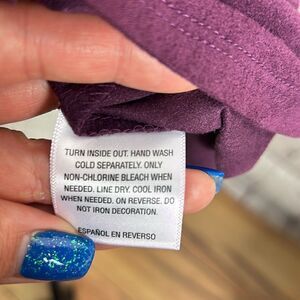 TURN INSIDE OUT. HAND WASH
COLD SEPARATELY. ONLY
NON-CHLORINE BLEACH WHEN
NEEDED. LINE DRY. COOL IRON
WHEN NEEDED. ON REVERSE. DO
NOT IRON DECORATION.
ESPAÑOL EN REVERSO